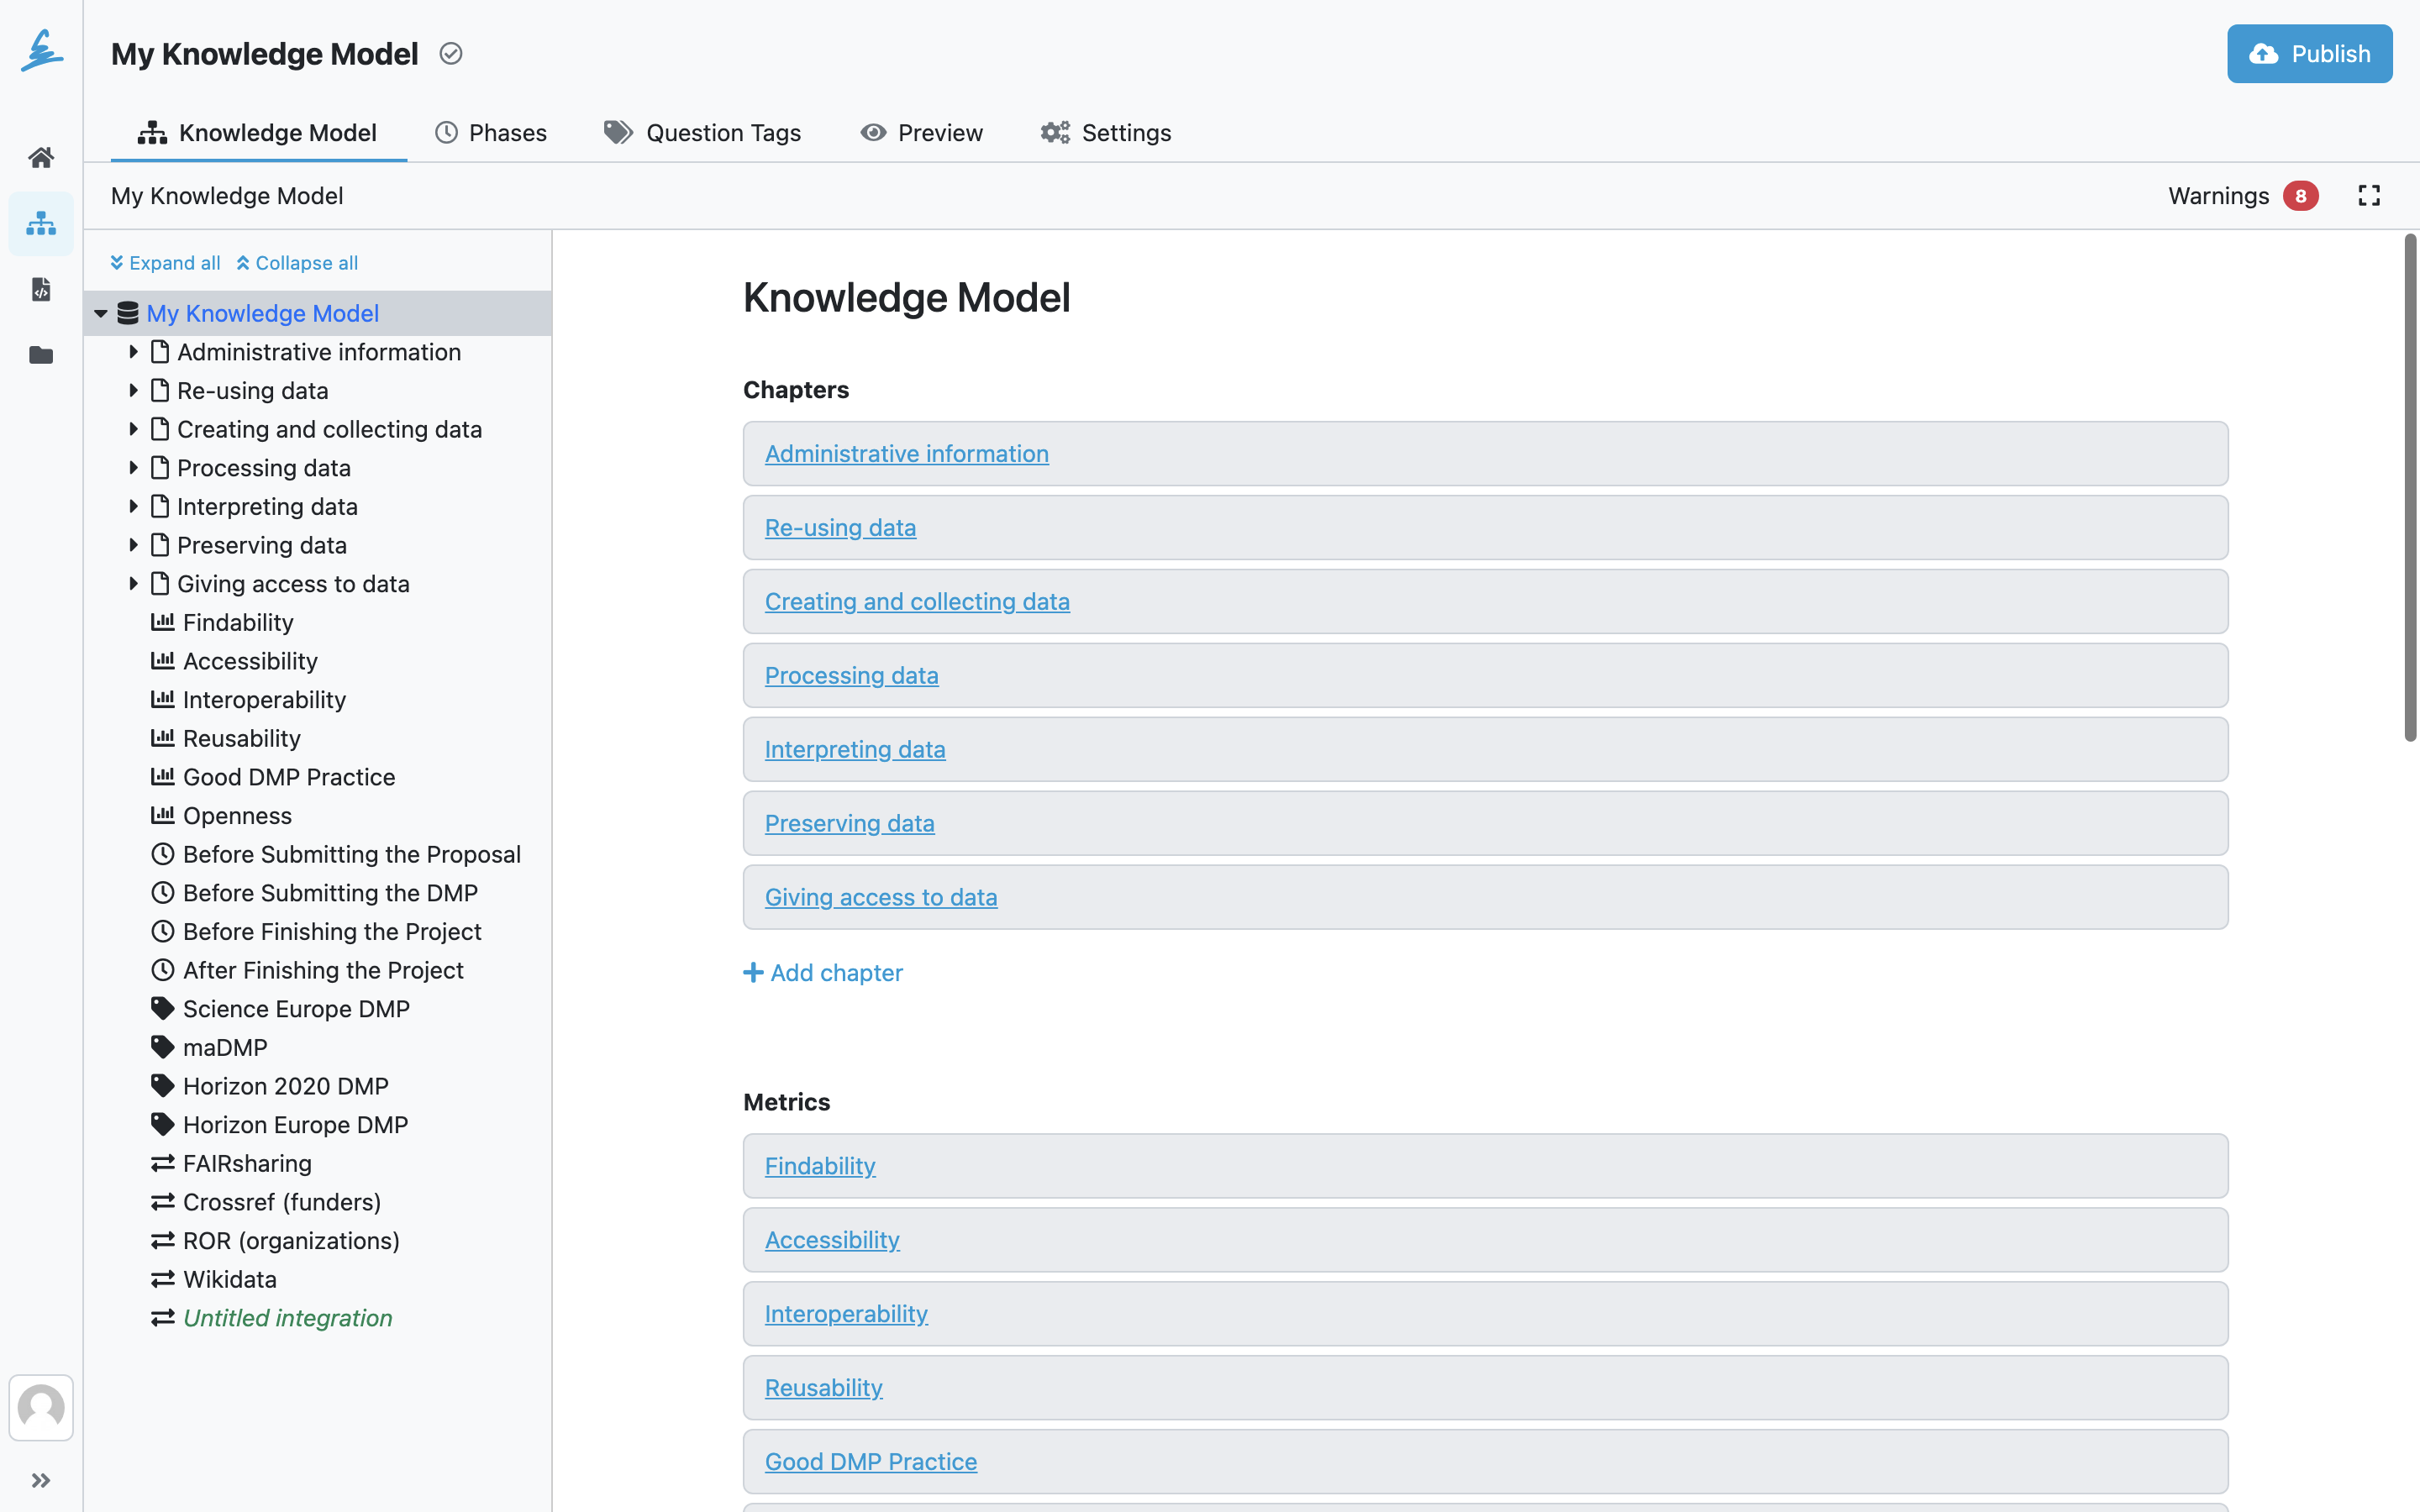 My Knowledge Model
Publish
Knowledge Model
Phases
Question Tags
Preview
Settings
My Knowledge Model
Warnings 8
Expand all
Collapse all
My Knowledge Model
Administrative information
Re-using data
Creating and collecting data
Processing data
Interpreting data
Preserving data
Giving access to data
Findability
Accessibility
Interoperability
Reusability
Good DMP Practice
Openness
Before Submitting the Proposal
Before Submitting the DMP
Before Finishing the Project
After Finishing the Project
Science Europe DMP
maDMP
Horizon 2020 DMP
Horizon Europe DMP
FAIRsharing
Crossref (funders)
ROR (organizations)
Wikidata
Untitled integration
Knowledge Model
Chapters
Administrative information
Re-using data
Creating and collecting data
Processing data
Interpreting data
Preserving data
Giving access to data
Add chapter
Metrics
Findability
Accessibility
Interoperability
Reusability
Good DMP Practice